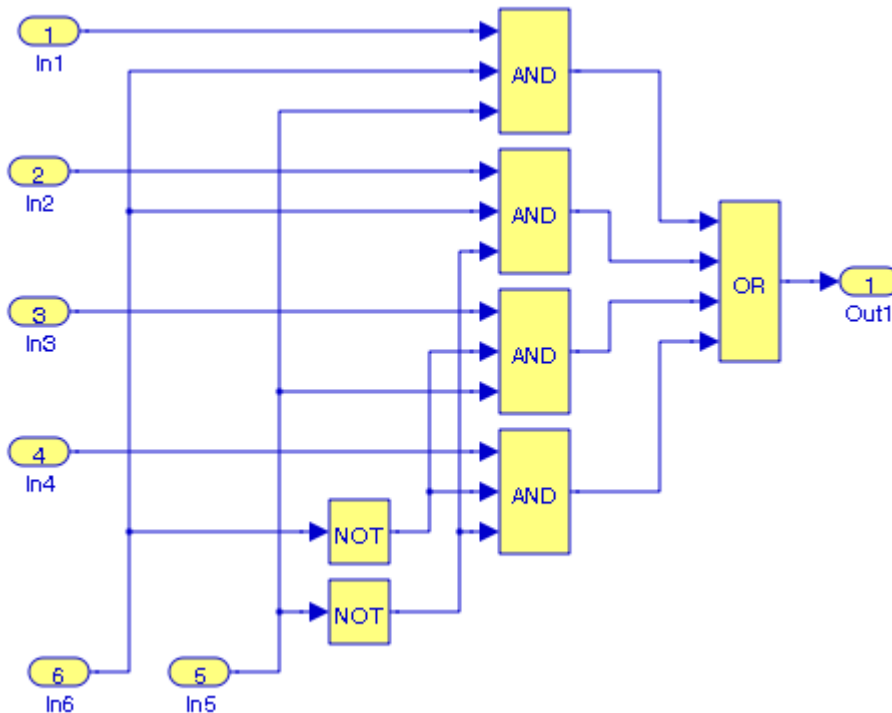 1
In1
AND
2
In2
AND
3
In3
AND
4
In4
AND
NOT
NOT
OR
1
Out1
6
In6
5
In5